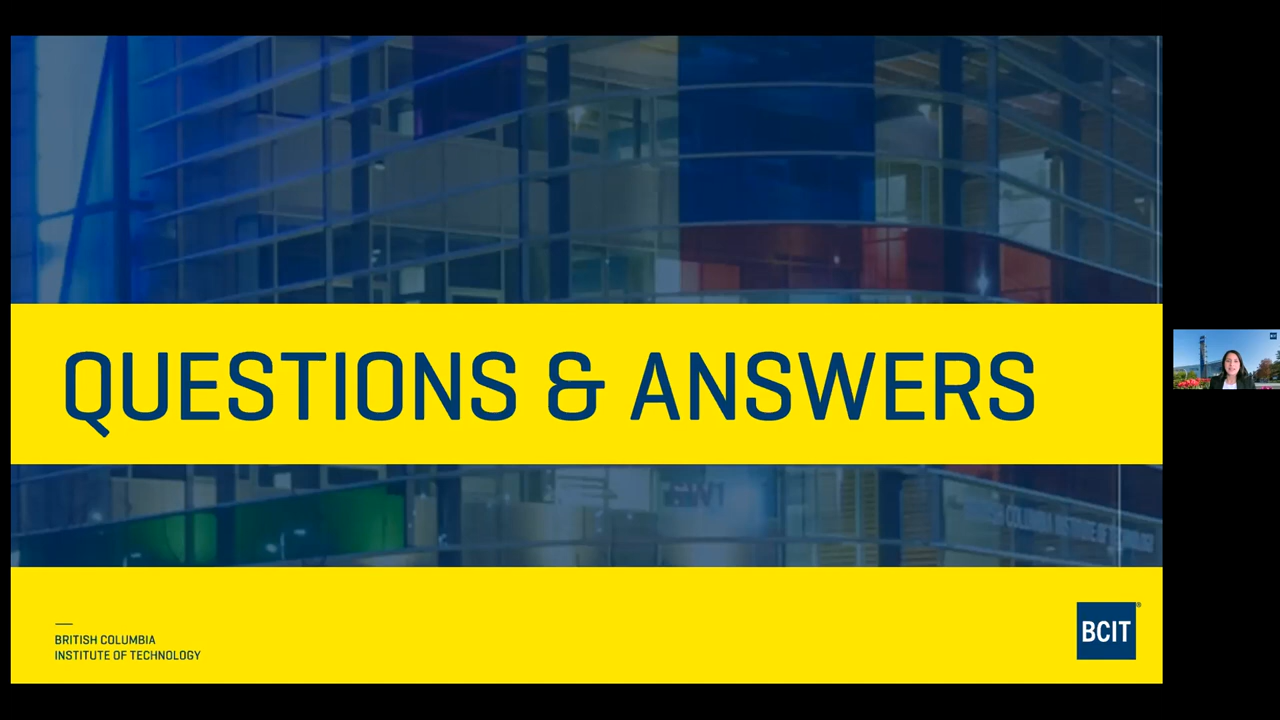 QUESTIONS & ANSWERS
BRITISH COLUMBIA
INSTITUTE OF TECHNOLOGY
BCIT